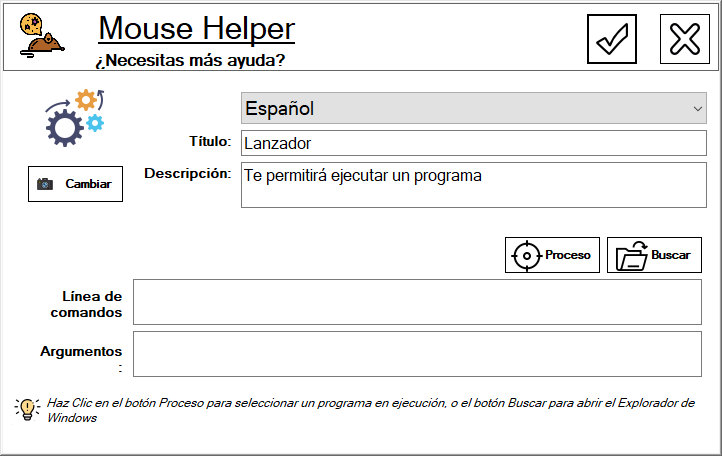 Mouse Helper
¿Necesitas más ayuda?
Español
Título:
Lanzador
Cambiar
Descripción:
Te permitirá ejecutar un programa
Proceso
Buscar
Línea de
comandos
Argumentos
:
Haz Clic en el botón Proceso para seleccionar un programa en ejecución, o el botón Buscar para abrir el Explorador de
Windows